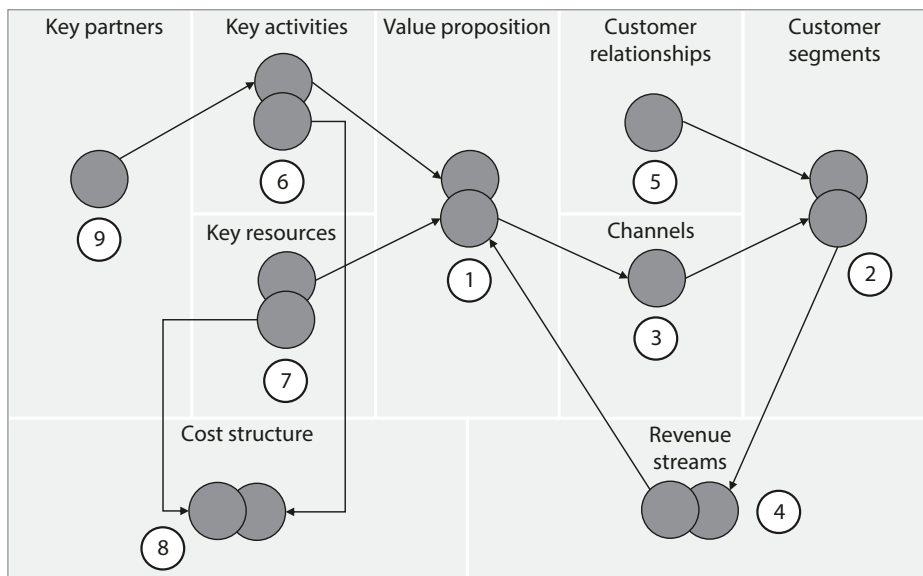 Key partners
Key activities
Value proposition
Customer
relationships
Customer
segments
6
5
9
Key resources
Channels
1
2
3
7
Cost structure
Revenue
streams
4
8